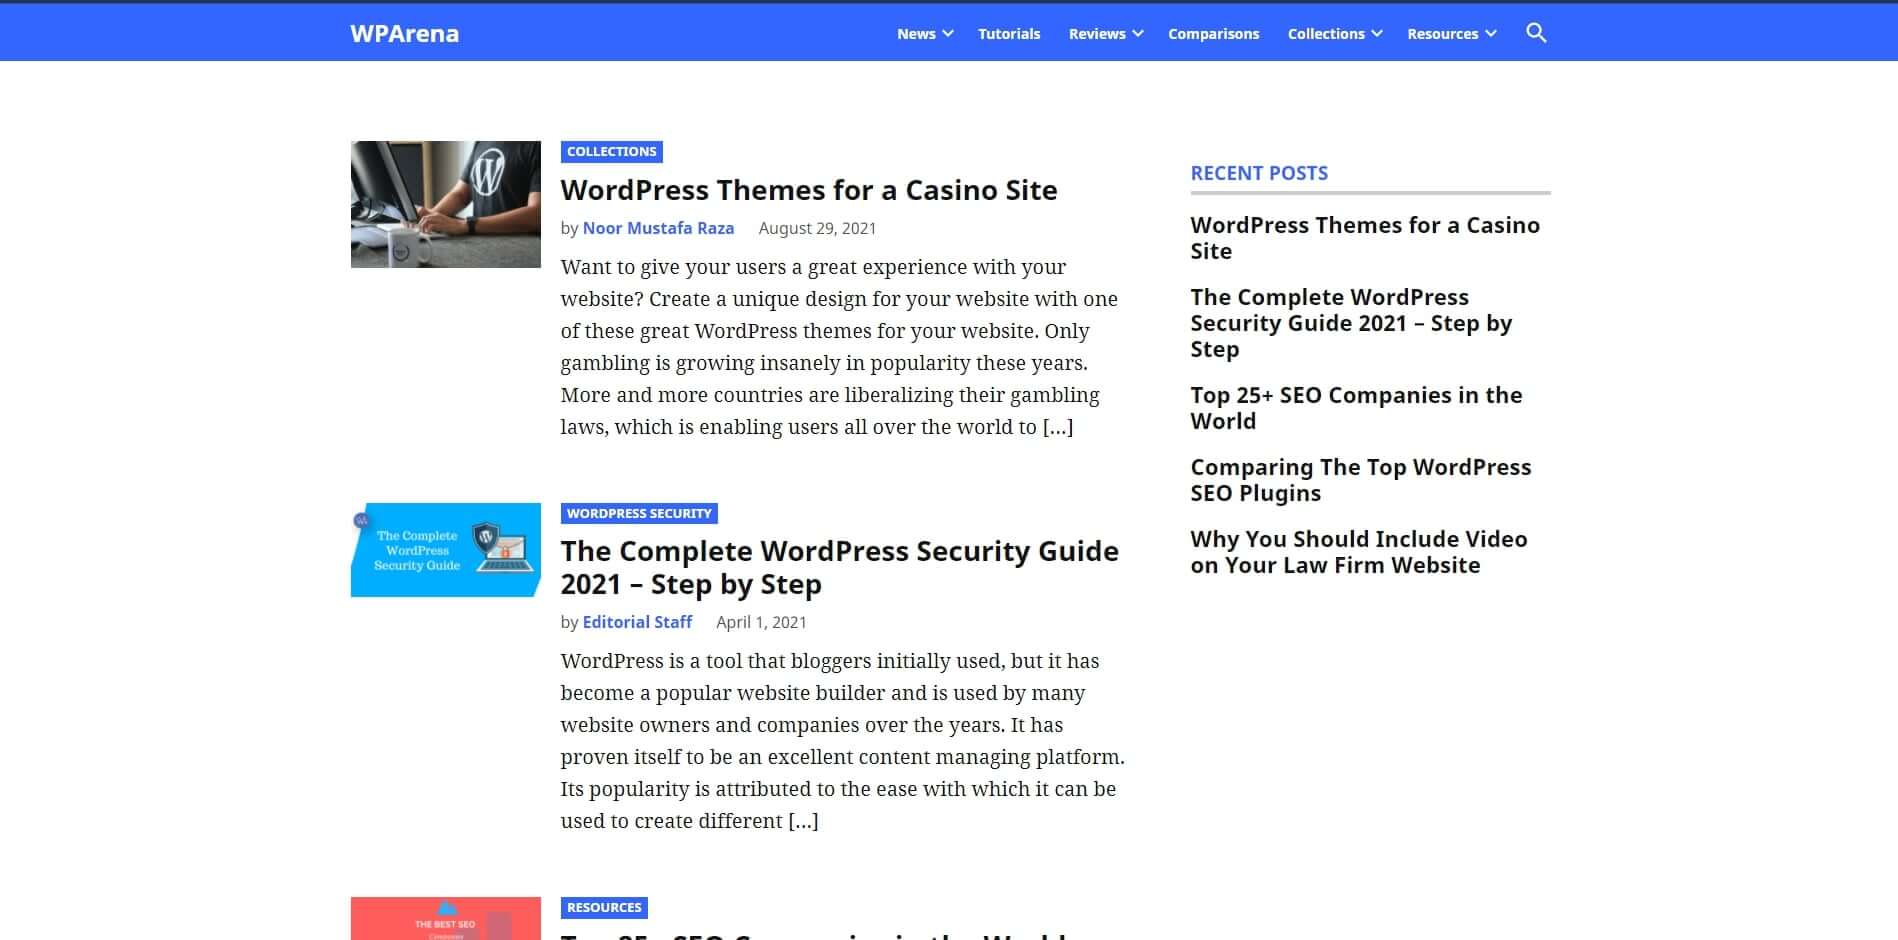 WPArena
News
Tutorials
Reviews
Comparisons
Collections
Resources
COLLECTIONS
WordPress Themes for a Casino Site
by Noor Mustafa Raza August 29, 2021
Want to give your users a great experience with your
website? Create a unique design for your website with one
of these great WordPress themes for your website. Only
gambling is growing insanely in popularity these years.
More and more countries are liberalizing their gambling
laws, which is enabling users all over the world to […]
The Complete
WordPress
Security Guide
WORDPRESS SECURITY
The Complete WordPress Security Guide
2021 – Step by Step
by Editorial Staff April 1, 2021
WordPress is a tool that bloggers initially used, but it has
become a popular website builder and is used by many
website owners and companies over the years. It has
proven itself to be an excellent content managing platform.
Its popularity is attributed to the ease with which it can be
used to create different […]
THE BEST SEO
Companies
RESOURCES
Top 25+ SEO Companies in the World
RECENT POSTS
WordPress Themes for a Casino
Site
The Complete WordPress
Security Guide 2021 – Step by
Step
Top 25+ SEO Companies in the
World
Comparing The Top WordPress
SEO Plugins
Why You Should Include Video
on Your Law Firm Website